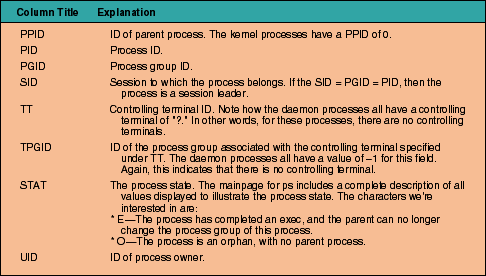 Column Title Explanation
PPID ID of parent process. The kernel processes have a PPID of 0.
PID Process ID.
PGID Process group ID.
SID Session to which the process belongs. If the SID = PGID = PID, then the
process is a session leader.
TT Controlling terminal ID. Note how the daemon processes all have a controlling
terminal of "?." In other words, for these processes, there are no controlling
terminals.
TPGID ID of the process group associated with the controlling terminal specified
under TT. The daemon processes all have a value of –1 for this field.
Again, this indicates that there is no controlling terminal.
STAT The process state. The mainpage for ps includes a complete description of all
values displayed to illustrate the process state. The characters we're
interested in are:
* E—The process has completed an exec, and the parent can no longer
change the process group of this process.
* O—The process is an orphan, with no parent process.
UID ID of process owner.